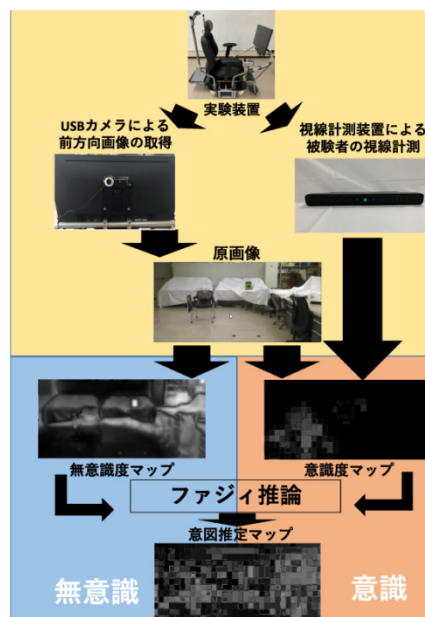 実験装置
USBカメラによる
前方向画像の取得
視線計測装置による
被験者の視線計測
原画像
無意識度マップ
意識度マップ
ファジィ推論
意図推定マップ
無意識
意識